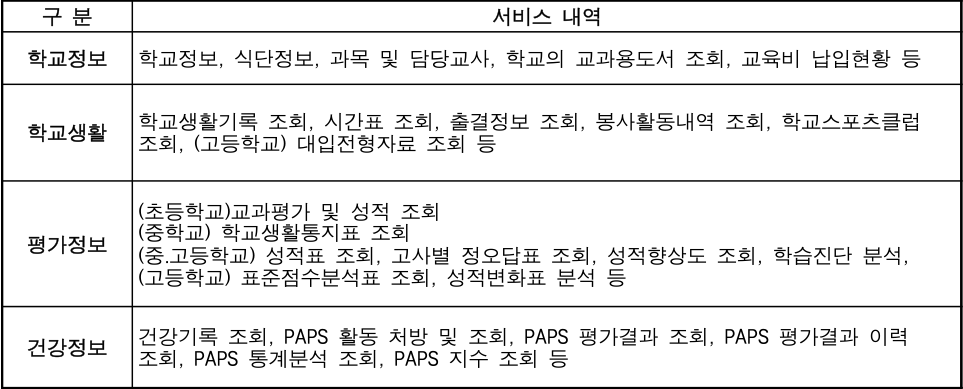 구 분 서비스 내역
학교정보 학교정보, 식단정보, 과목 및 담당교사, 학교의 교과용도서 조회, 교육비 납입현황 등
학교생활 학교생활기록 조회, 시간표 조회, 출결정보 조회, 봉사활동내역 조회, 학교스포츠클럽
조회, (고등학교) 대입전형자료 조회 등
평가정보 (초등학교)교과평가 및 성적 조회
(중학교) 학교생활통지표 조회
(중.고등학교) 성적표 조회, 고사별 정오답표 조회, 성적향상도 조회, 학습진단 분석,
(고등학교) 표준점수분석표 조회, 성적변화표 분석 등
건강정보 건강기록 조회, PAPS 활동 처방 및 조회, PAPS 평가결과 조회, PAPS 평가결과 이력
조회, PAPS 통계분석 조회, PAPS 지수 조회 등